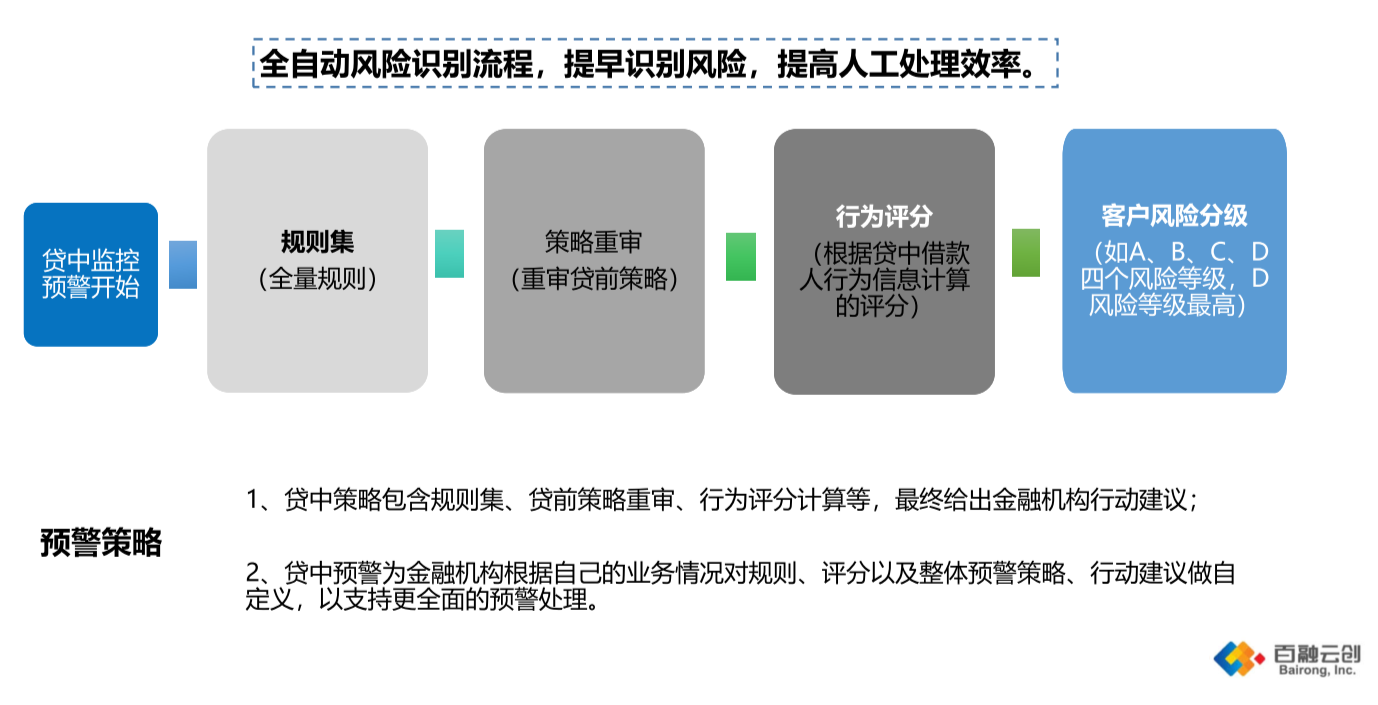 全自动风险识别流程，提早识别风险，提高人工处理效率。
贷中监控
预警开始
规则集
（全量规则）
策略重审
（重审贷前策略）
行为评分
（根据贷中借款
人行为信息计算
的评分）
客户风险分级
（如A、B、C、D
四个风险等级，D
风险等级最高）
预警策略
1、贷中策略包含规则集、贷前策略重审、行为评分计算等，最终给出金融机构行动建议；
2、贷中预警为金融机构根据自己的业务情况对规则、评分以及整体预警策略、行动建议做自
定义，以支持更全面的预警处理。
百融云创
Bairong, Inc.